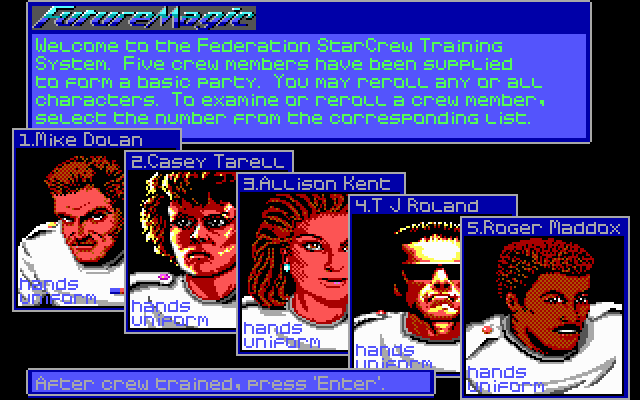 FutureMagic
Welcome to the Federation StarCrew Training
System. Five crew members have been supplied
to form a basic party. You may reroll any or all
characters. To examine or reroll a crew member,
select the number from the corresponding list.
1.Mike Dolan
hands
uniform
2.Casey Tarell
hands
uniform
3.Allison Kent
hands
uniform
4.T J Roland
hands
uniform
5.Roger Maddox
hands
uniform
After crew trained, press 'Enter'.